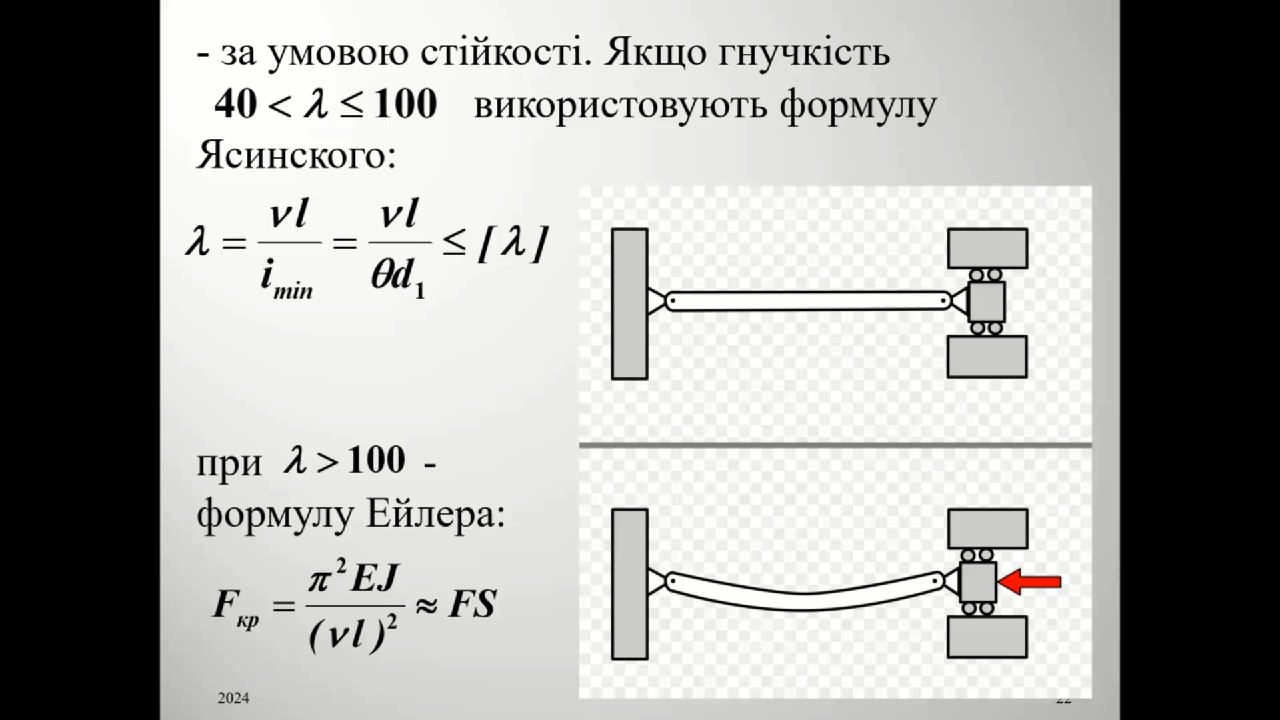 - за умовою стійкості. Якщо гнучкість
40 < λ ≤ 100 використовують формулу
Ясинского:
λ = νl / i_min = νl / θd₁ ≤ [λ]
при λ > 100 -
формулу Ейлера:
F_кр = π²EJ / (νl)² ≈ FS
2024
22